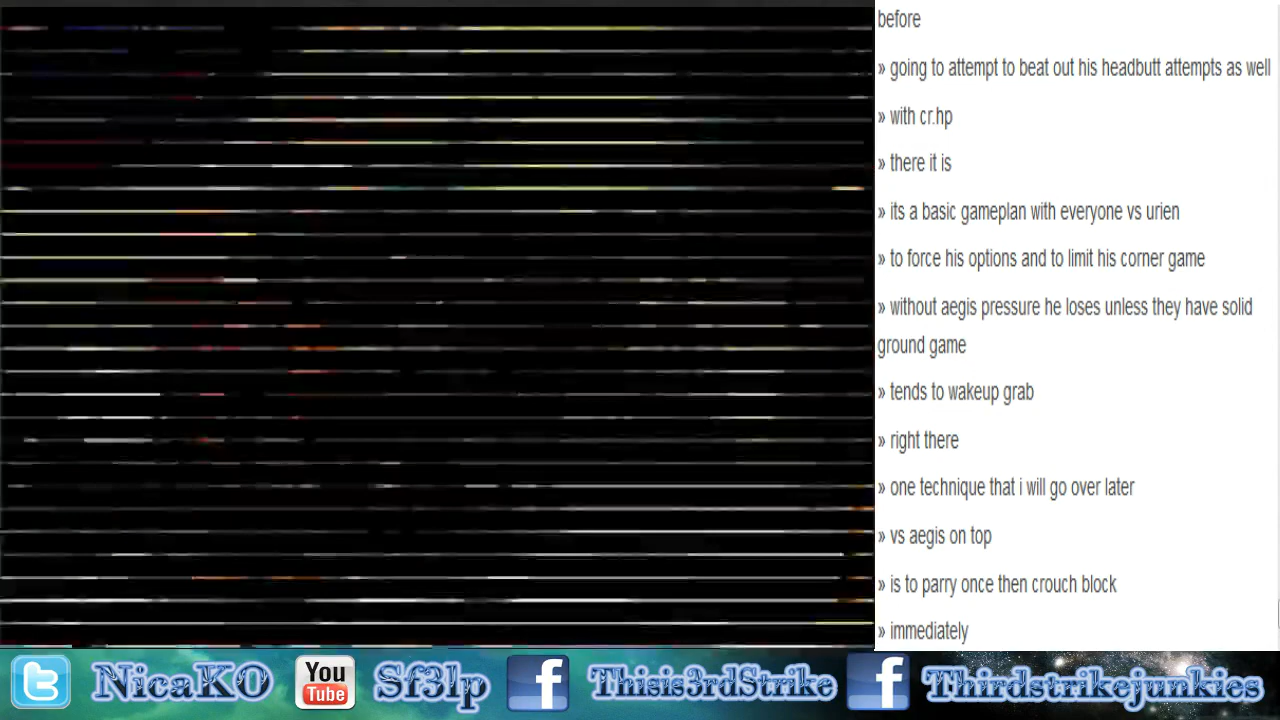 before
» going to attempt to beat out his headbutt attempts as well
» with cr.hp
» there it is
» its a basic gameplan with everyone vs urien
» to force his options and to limit his corner game
» without aegis pressure he loses unless they have solid
ground game
» tends to wakeup grab
» right there
» one technique that i will go over later
» vs aegis on top
» is to parry once then crouch block
» immediately
NicaKO You Tube Sf3lp f Thisis3rdStrike f Thirdstrikejunkies